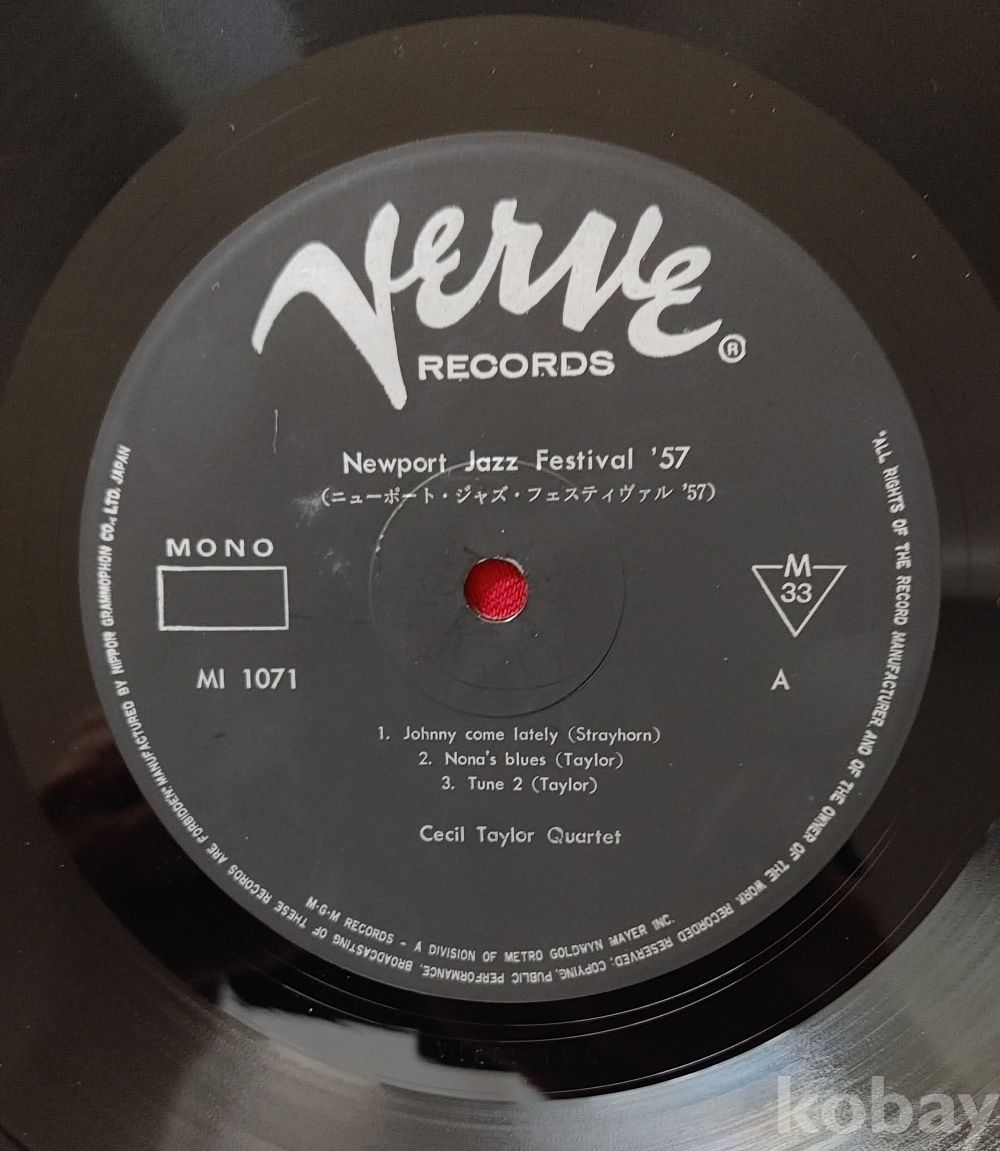 Verve
RECORDS
®
Newport Jazz Festival '57
(ニューポート・ジャズ・フェスティヴァル '57)
MONO
M
33
MI 1071
A
1. Johnny come lately (Strayhorn)
2. Nona's blues (Taylor)
3. Tune 2 (Taylor)
Cecil Taylor Quartet
M·G·M RECORDS – A DIVISION OF METRO GOLDWYN MAYER INC.
"ALL RIGHTS OF THE RECORD MANUFACTURER AND OF THE OWNER OF THE WORK RECORDED RESERVED; COPYING, PUBLIC PERFORMANCE, BROADCASTING OF THESE RECORDS ARE FORBIDDEN." MANUFACTURED BY NIPPON GRAMMOPHON CO., LTD. JAPAN
kobay